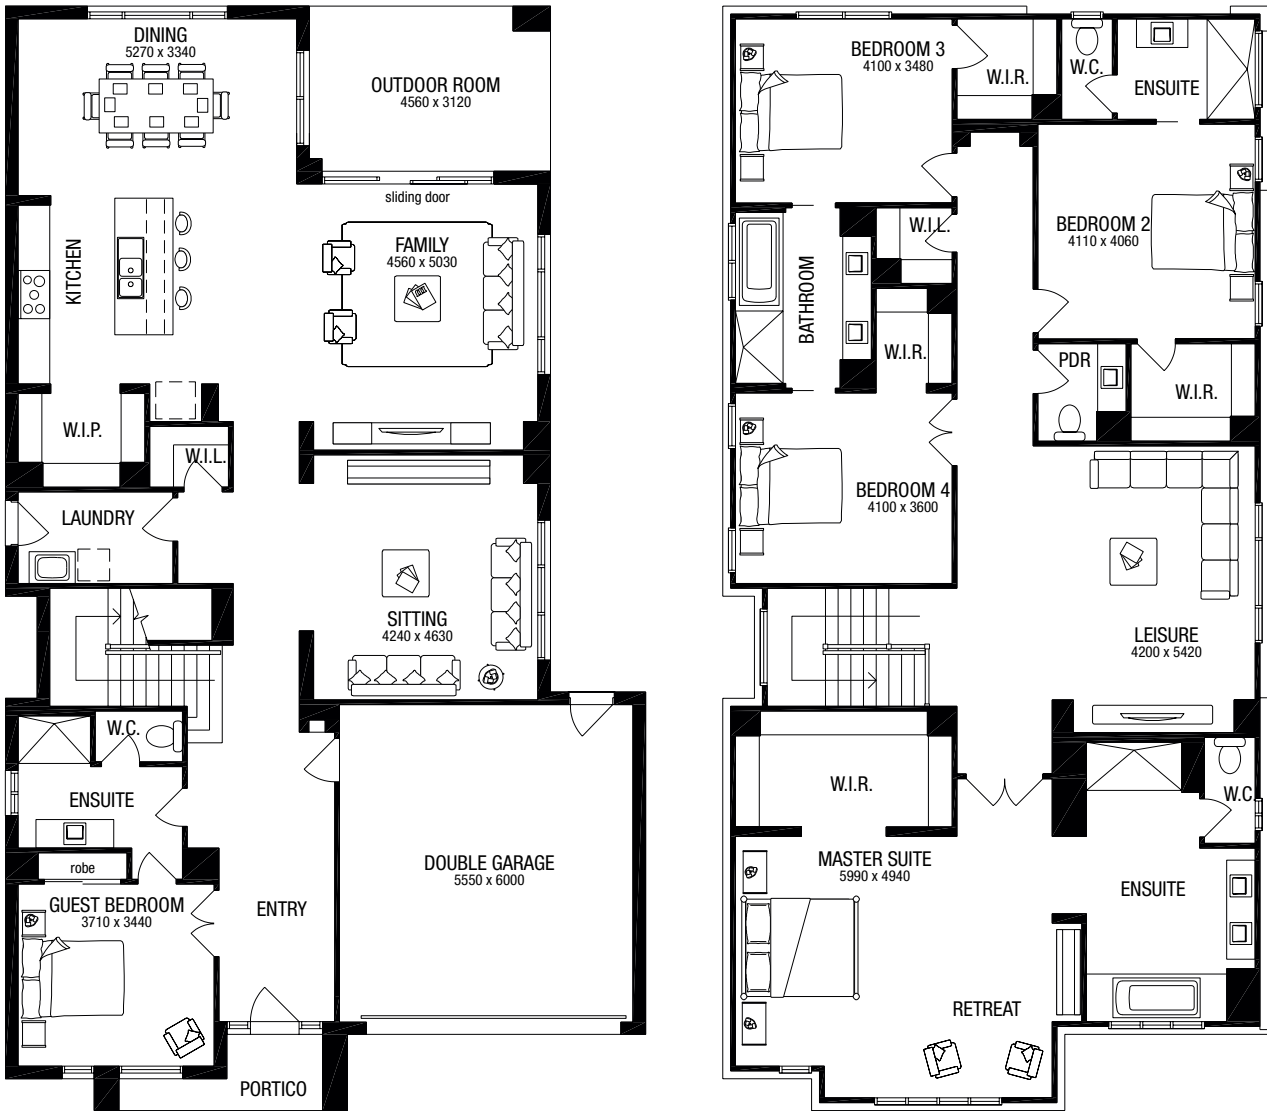 DINING
5270 x 3340
OUTDOOR ROOM
4560 x 3120
sliding door
KITCHEN
FAMILY
4560 x 5030
W.I.P.
W.I.L.
LAUNDRY
SITTING
4240 x 4630
W.C.
ENSUITE
robe
GUEST BEDROOM
3710 x 3440
ENTRY
DOUBLE GARAGE
5550 x 6000
PORTICO
BEDROOM 3
4100 x 3480
W.I.R.
W.C.
ENSUITE
W.I.L.
BEDROOM 2
4110 x 4060
BATHROOM
W.I.R.
PDR
W.I.R.
BEDROOM 4
4100 x 3600
LEISURE
4200 x 5420
W.I.R.
W.C
MASTER SUITE
5990 x 4940
ENSUITE
RETREAT